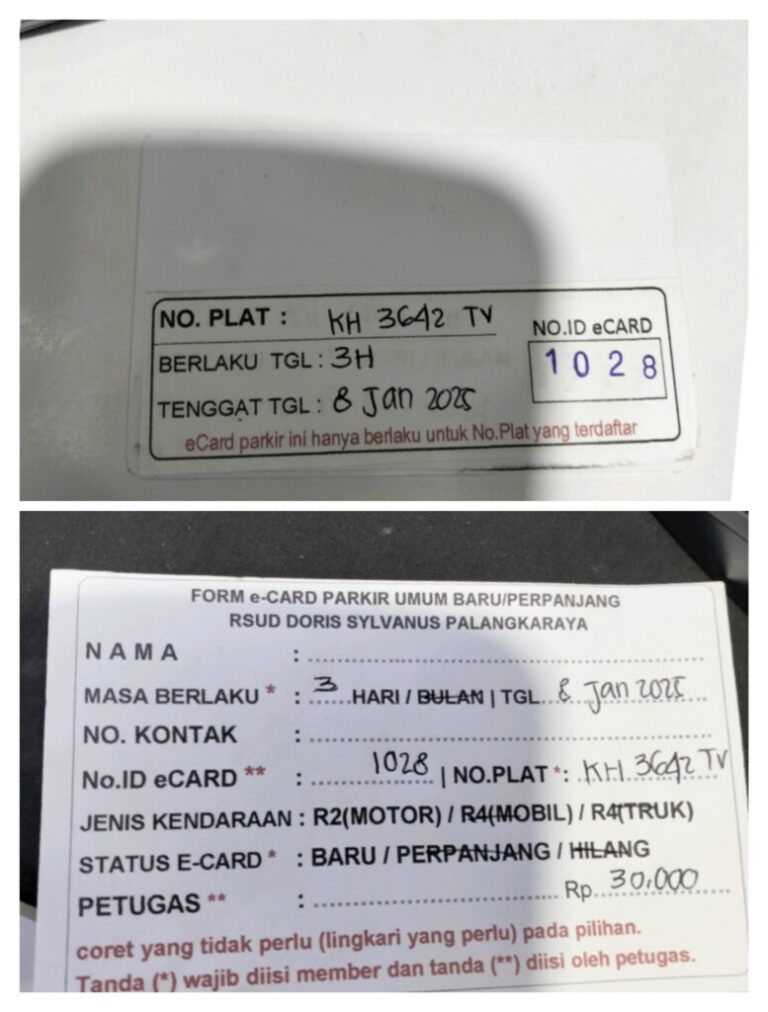 NO. PLAT : KH 3642 TV
NO.ID eCARD
BERLAKU TGL : 3H
1028
TENGGAT TGL : 8 Jan 2025
eCard parkir ini hanya berlaku untuk No.Plat yang terdaftar
FORM e-CARD PARKIR UMUM BARU/PERPANJANG
RSUD DORIS SYLVANUS PALANGKARAYA
NAMA :
MASA BERLAKU * : 3 HARI / BULAN | TGL. 8 Jan 2025
NO. KONTAK :
No.ID eCARD ** : 1028 | NO.PLAT *: KH 3642 TV
JENIS KENDARAAN : R2(MOTOR) / R4(MOBIL) / R4(TRUK)
STATUS E-CARD * : BARU / PERPANJANG / HILANG
PETUGAS ** : Rp. 30.000
coret yang tidak perlu (lingkari yang perlu) pada pilihan.
Tanda (*) wajib diisi member dan tanda (**) diisi oleh petugas.